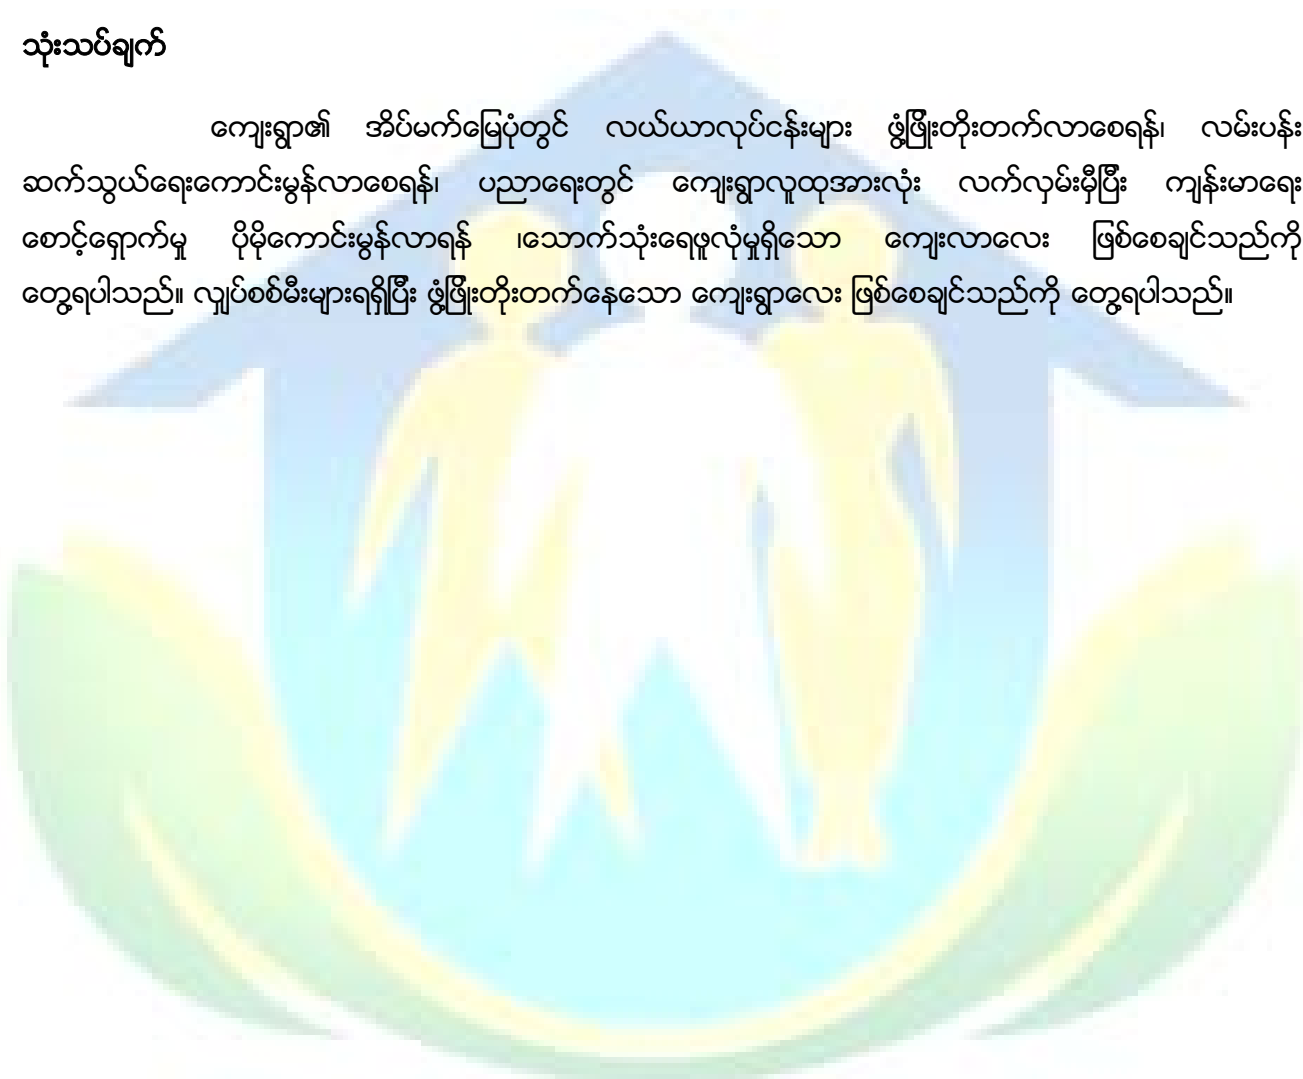 သုံးသပ်ချက်
ကျေးရွာ၏ အိပ်မက်မြေပုံတွင် လယ်ယာလုပ်ငန်းများ ဖွံ့ဖြိုးတိုးတက်လာစေရန်၊ လမ်းပန်း
ဆက်သွယ်ရေးကောင်းမွန်လာစေရန်၊ ပညာရေးတွင် ကျေးရွာလူထုအားလုံး လက်လှမ်းမှီပြီး ကျန်းမာရေး
စောင့်ရှောက်မှု ပိုမိုကောင်းမွန်လာရန် ၊သောက်သုံးရေဖူလုံမှုရှိသော ကျေးလာလေး ဖြစ်စေချင်သည်ကို
တွေ့ရပါသည်။ လျှပ်စစ်မီးများရရှိပြီး ဖွံ့ဖြိုးတိုးတက်နေသော ကျေးရွာလေး ဖြစ်စေချင်သည်ကို တွေ့ရပါသည်။